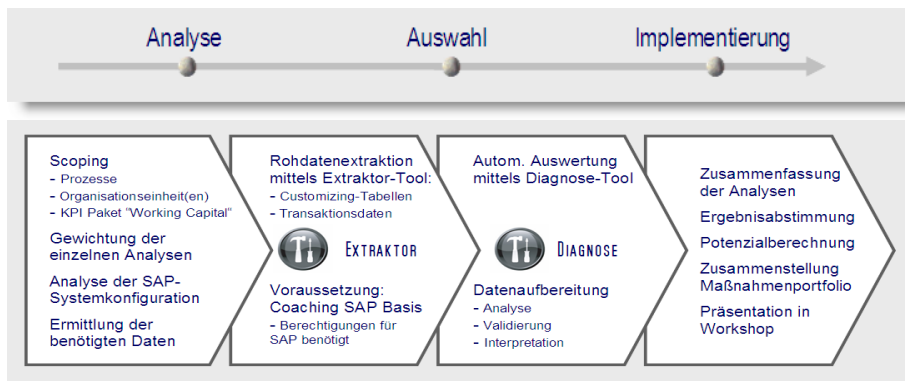 Analyse
Auswahl
Implementierung
Scoping
- Prozesse
- Organisationseinheit(en)
- KPI Paket "Working Capital"
Gewichtung der
einzelnen Analysen
Analyse der SAP-
Systemkonfiguration
Ermittlung der
benötigten Daten
Rohdatenextraktion
mittels Extraktor-Tool:
- Customizing-Tabellen
- Transaktionsdaten
EXTRAKTOR
Voraussetzung:
Coaching SAP Basis
- Berechtigungen für
SAP benötigt
Autom. Auswertung
mittels Diagnose-Tool
DIAGNOSE
Datenaufbereitung
- Analyse
- Validierung
- Interpretation
Zusammenfassung
der Analysen
Ergebnisabstimmung
Potenzialberechnung
Zusammenstellung
Maßnahmenportfolio
Präsentation in
Workshop